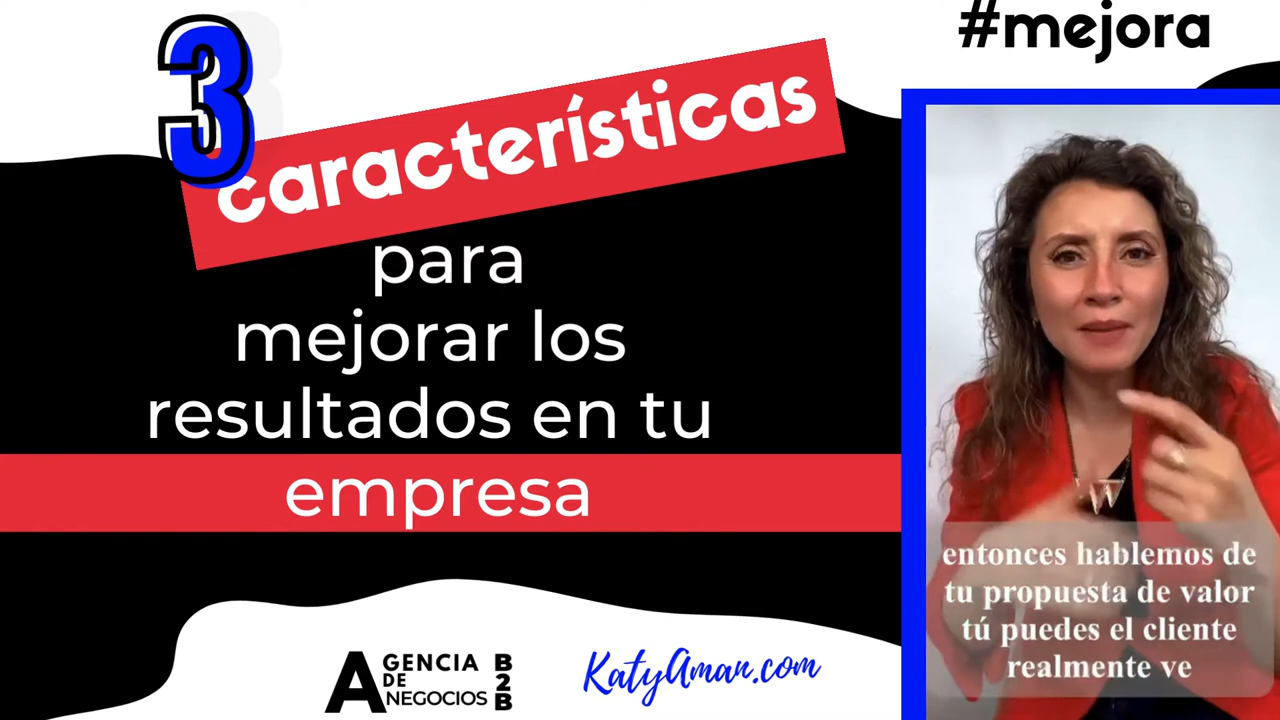 #mejora
3
características
para
mejorar los
resultados en tu
empresa
entonces hablemos de
tu propuesta de valor
tú puedes el cliente
realmente ve
AGENCIA
DE
NEGOCIOS
B2B
KatyAman.com